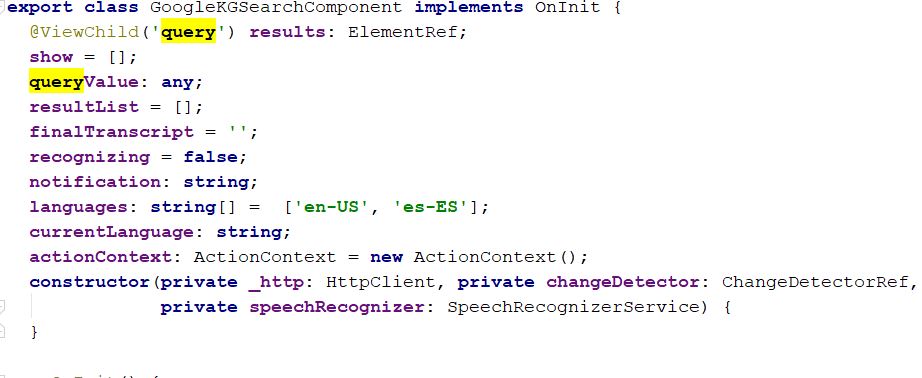 export class GoogleKGSearchComponent implements OnInit {
@ViewChild('query') results: ElementRef;
show = [];
queryValue: any;
resultList = [];
finalTranscript = '';
recognizing = false;
notification: string;
languages: string[] =  ['en-US', 'es-ES'];
currentLanguage: string;
actionContext: ActionContext = new ActionContext();
constructor(private _http: HttpClient, private changeDetector: ChangeDetectorRef,
private speechRecognizer: SpeechRecognizerService) {
}